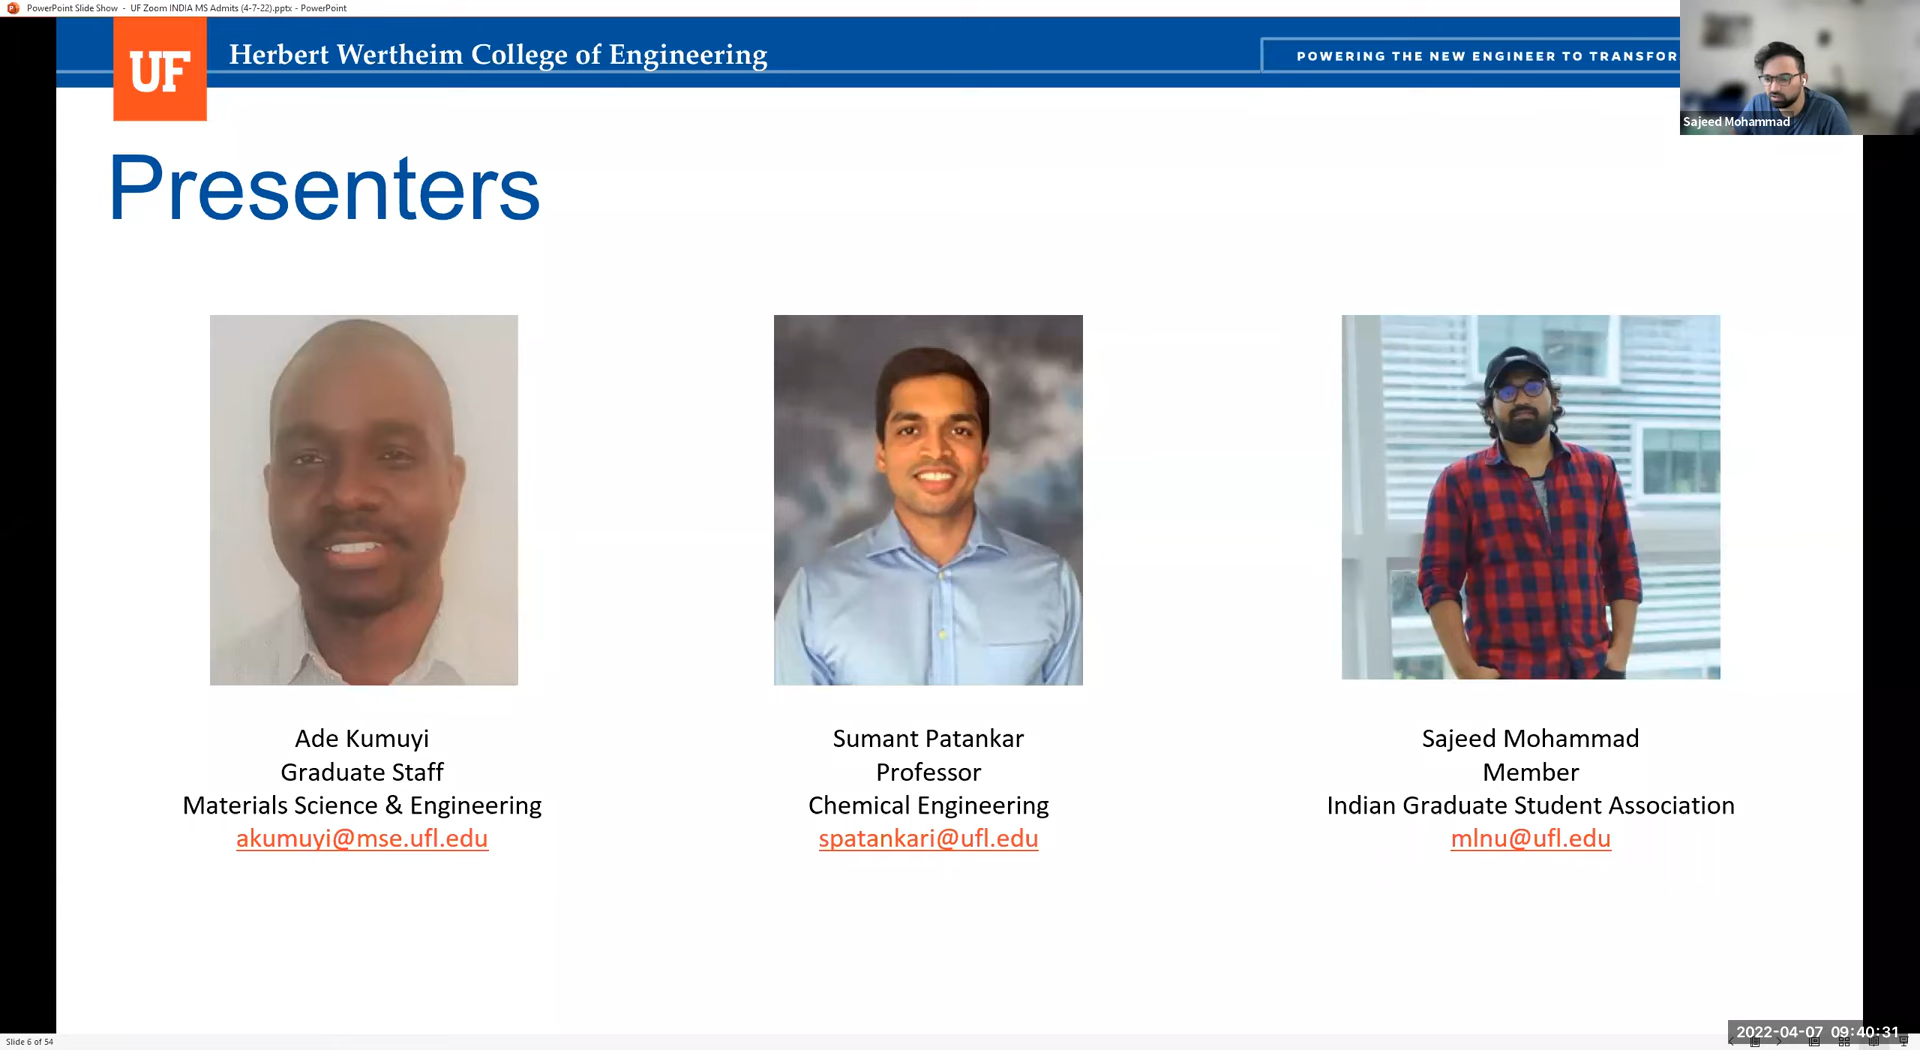 PowerPoint Slide Show - UF Zoom INDIA MS Admits (4-7-22).pptx - PowerPoint
UF
Herbert Wertheim College of Engineering
POWERING THE NEW ENGINEER TO TRANSFOR
Sajeed Mohammad
Presenters
Ade Kumuyi
Graduate Staff
Materials Science & Engineering
akumuyi@mse.ufl.edu
Sumant Patankar
Professor
Chemical Engineering
spatankari@ufl.edu
Sajeed Mohammad
Member
Indian Graduate Student Association
mlnu@ufl.edu
Slide 6 of 54
2022-04-07 09:40:31